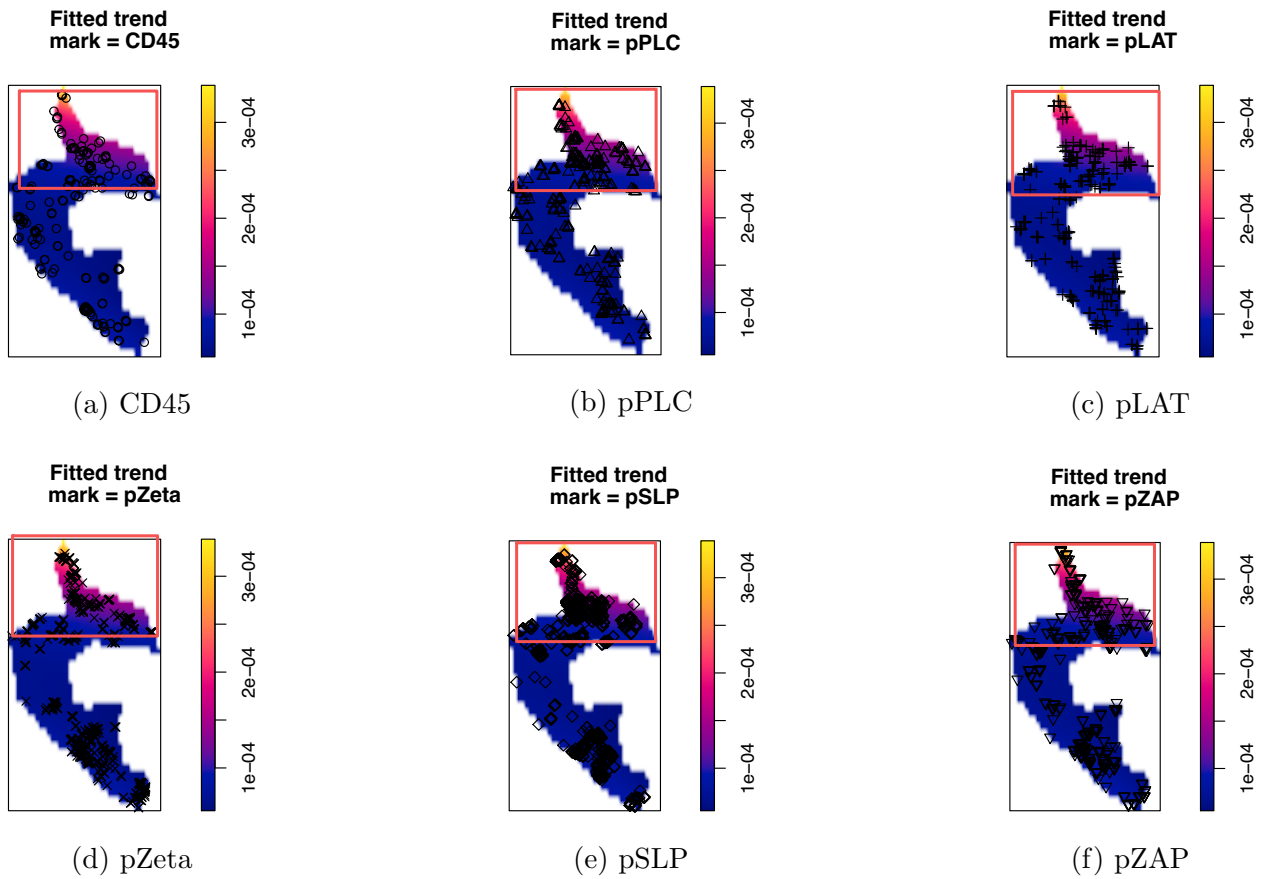 Fitted trend
mark = CD45
1e−04
2e−04
3e−04
(a) CD45
Fitted trend
mark = pPLC
1e−04
2e−04
3e−04
(b) pPLC
Fitted trend
mark = pLAT
1e−04
2e−04
3e−04
(c) pLAT
Fitted trend
mark = pZeta
1e−04
2e−04
3e−04
(d) pZeta
Fitted trend
mark = pSLP
1e−04
2e−04
3e−04
(e) pSLP
Fitted trend
mark = pZAP
1e−04
2e−04
3e−04
(f) pZAP